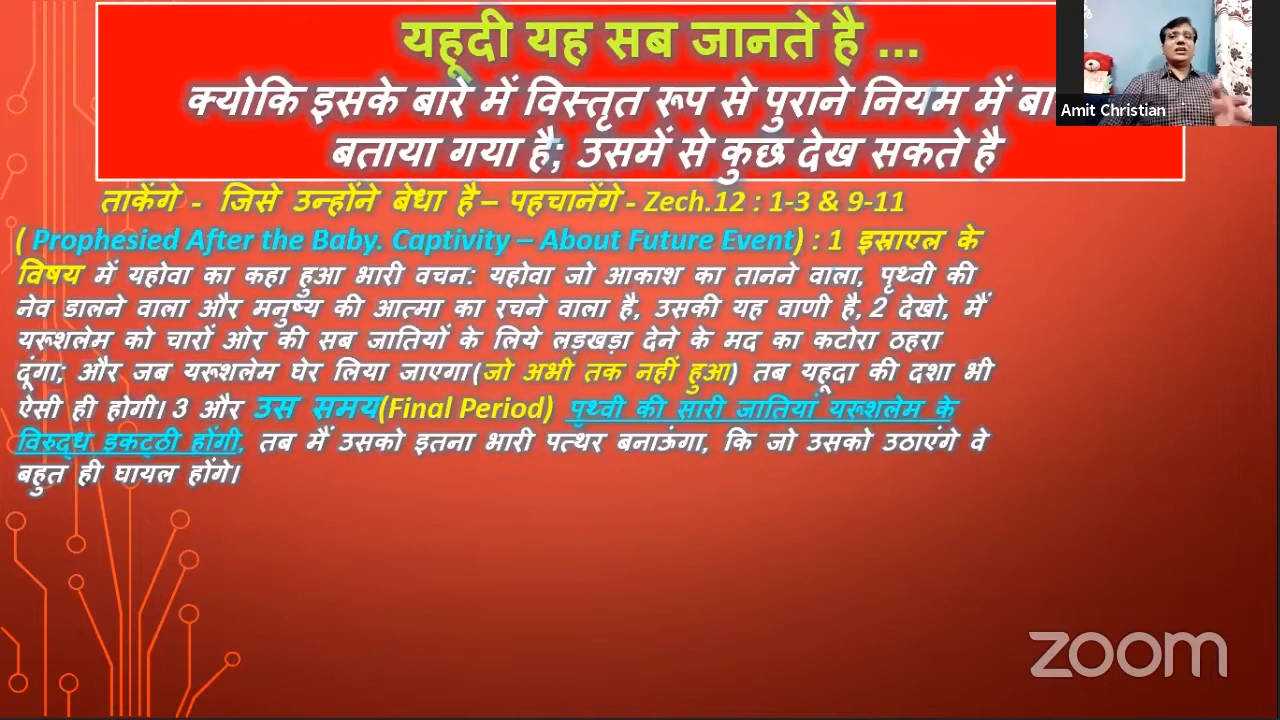 यहूदी यह सब जानते है ...
क्योकि इसके बारे में विस्तृत रूप से पुराने नियम में
बताया गया है; उसमें से कुछ देख सकते है
Amit Christian
ताकेंगे - जिसे उन्होंने बेधा है – पहचानेंगे - Zech.12 : 1-3 & 9-11
( Prophesied After the Baby. Captivity – About Future Event) : 1 इस्राएल के
विषय में यहोवा का कहा हुआ भारी वचन: यहोवा जो आकाश का तानने वाला, पृथ्वी की
नेव डालने वाला और मनुष्य की आत्मा का रचने वाला है, उसकी यह वाणी है, 2 देखो, मैं
यरूशलेम को चारों ओर की सब जातियों के लिये लड़खड़ा देने के मद का कटोरा ठहरा
दूंगा; और जब यरूशलेम घेर लिया जाएगा(जो अभी तक नहीं हुआ) तब यहूदा की दशा भी
ऐसी ही होगी। 3 और उस समय(Final Period) पृथ्वी की सारी जातियां यरूशलेम के
विरुद्ध इकट्ठी होंगी, तब मैं उसको इतना भारी पत्थर बनाऊंगा, कि जो उसको उठाएंगे वे
बहुत ही घायल होंगे।
zoom